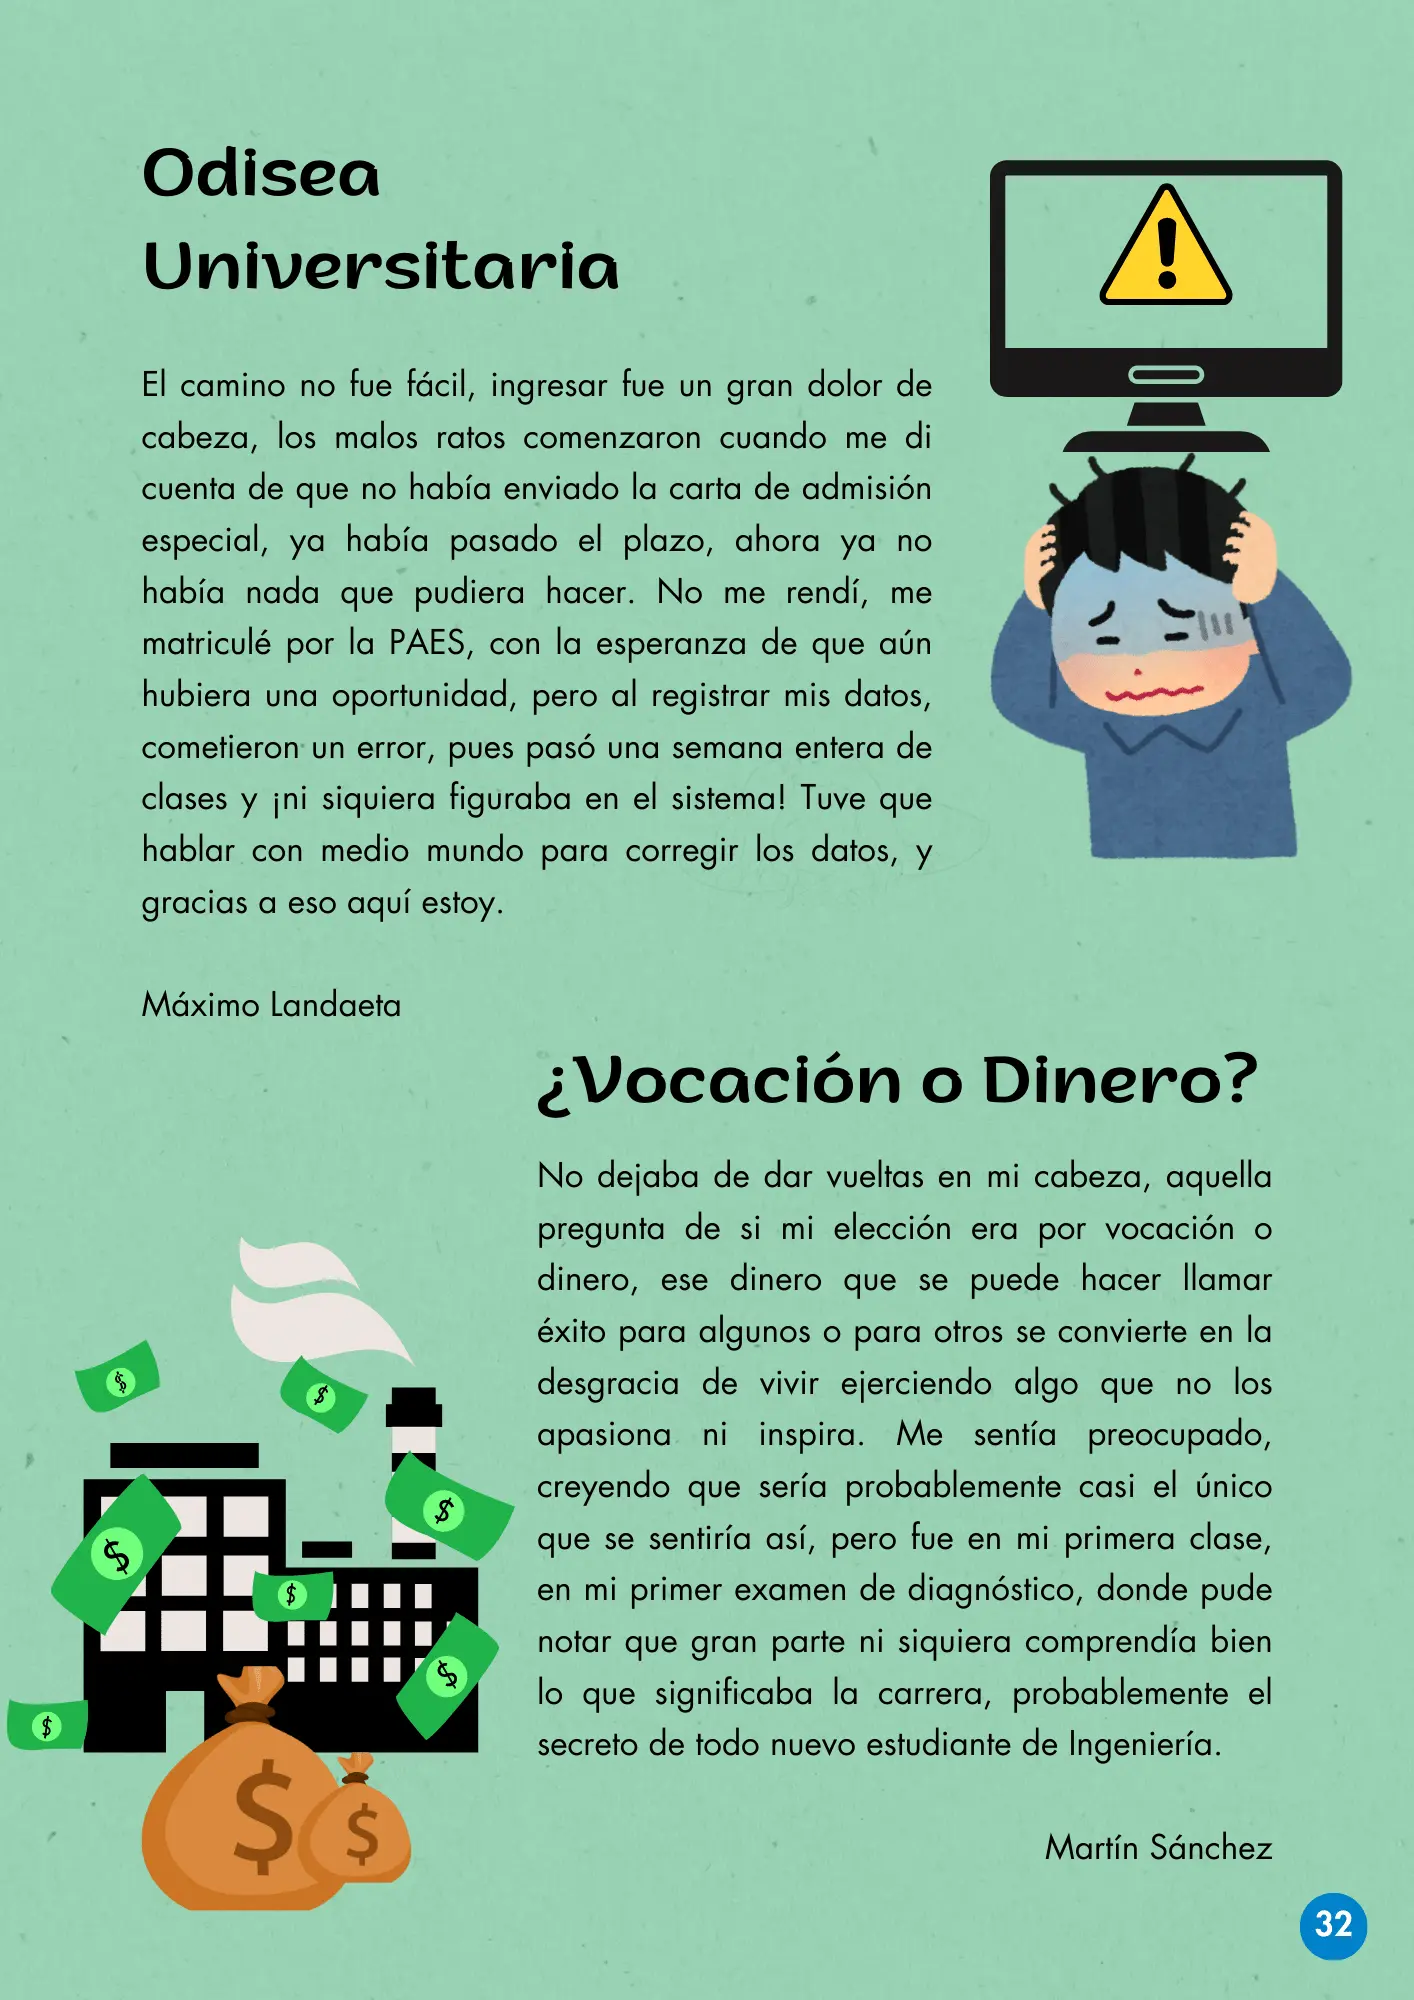 Odisea
Universitaria
El camino no fue fácil, ingresar fue un gran dolor de
cabeza, los malos ratos comenzaron cuando me di
cuenta de que no había enviado la carta de admisión
especial, ya había pasado el plazo, ahora ya no
había nada que pudiera hacer. No me rendí, me
matriculé por la PAES, con la esperanza de que aún
hubiera una oportunidad, pero al registrar mis datos,
cometieron un error, pues pasó una semana entera de
clases y ¡ni siquiera figuraba en el sistema! Tuve que
hablar con medio mundo para corregir los datos, y
gracias a eso aquí estoy.
Máximo Landaeta
¿Vocación o Dinero?
No dejaba de dar vueltas en mi cabeza, aquella
pregunta de si mi elección era por vocación o
dinero, ese dinero que se puede hacer llamar
éxito para algunos o para otros se convierte en la
desgracia de vivir ejerciendo algo que no los
apasiona ni inspira. Me sentía preocupado,
creyendo que sería probablemente casi el único
que se sentiría así, pero fue en mi primera clase,
en mi primer examen de diagnóstico, donde pude
notar que gran parte ni siquiera comprendía bien
lo que significaba la carrera, probablemente el
secreto de todo nuevo estudiante de Ingeniería.
Martín Sánchez
32